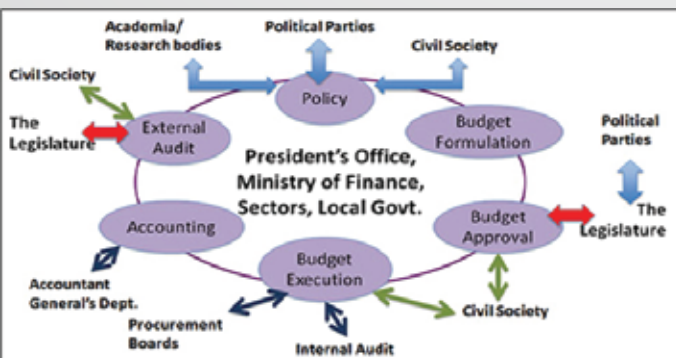 Academia/
Research bodies
Political Parties
Civil Society
Civil Society
Policy
The
Legislature
External
Audit
Budget
Formulation
Political
Parties
President's Office,
Ministry of Finance,
Sectors, Local Govt.
Accounting
Budget
Approval
The
Legislature
Budget
Execution
Accountant
General's Dept.
Civil Society
Procurement
Boards
Internal Audit